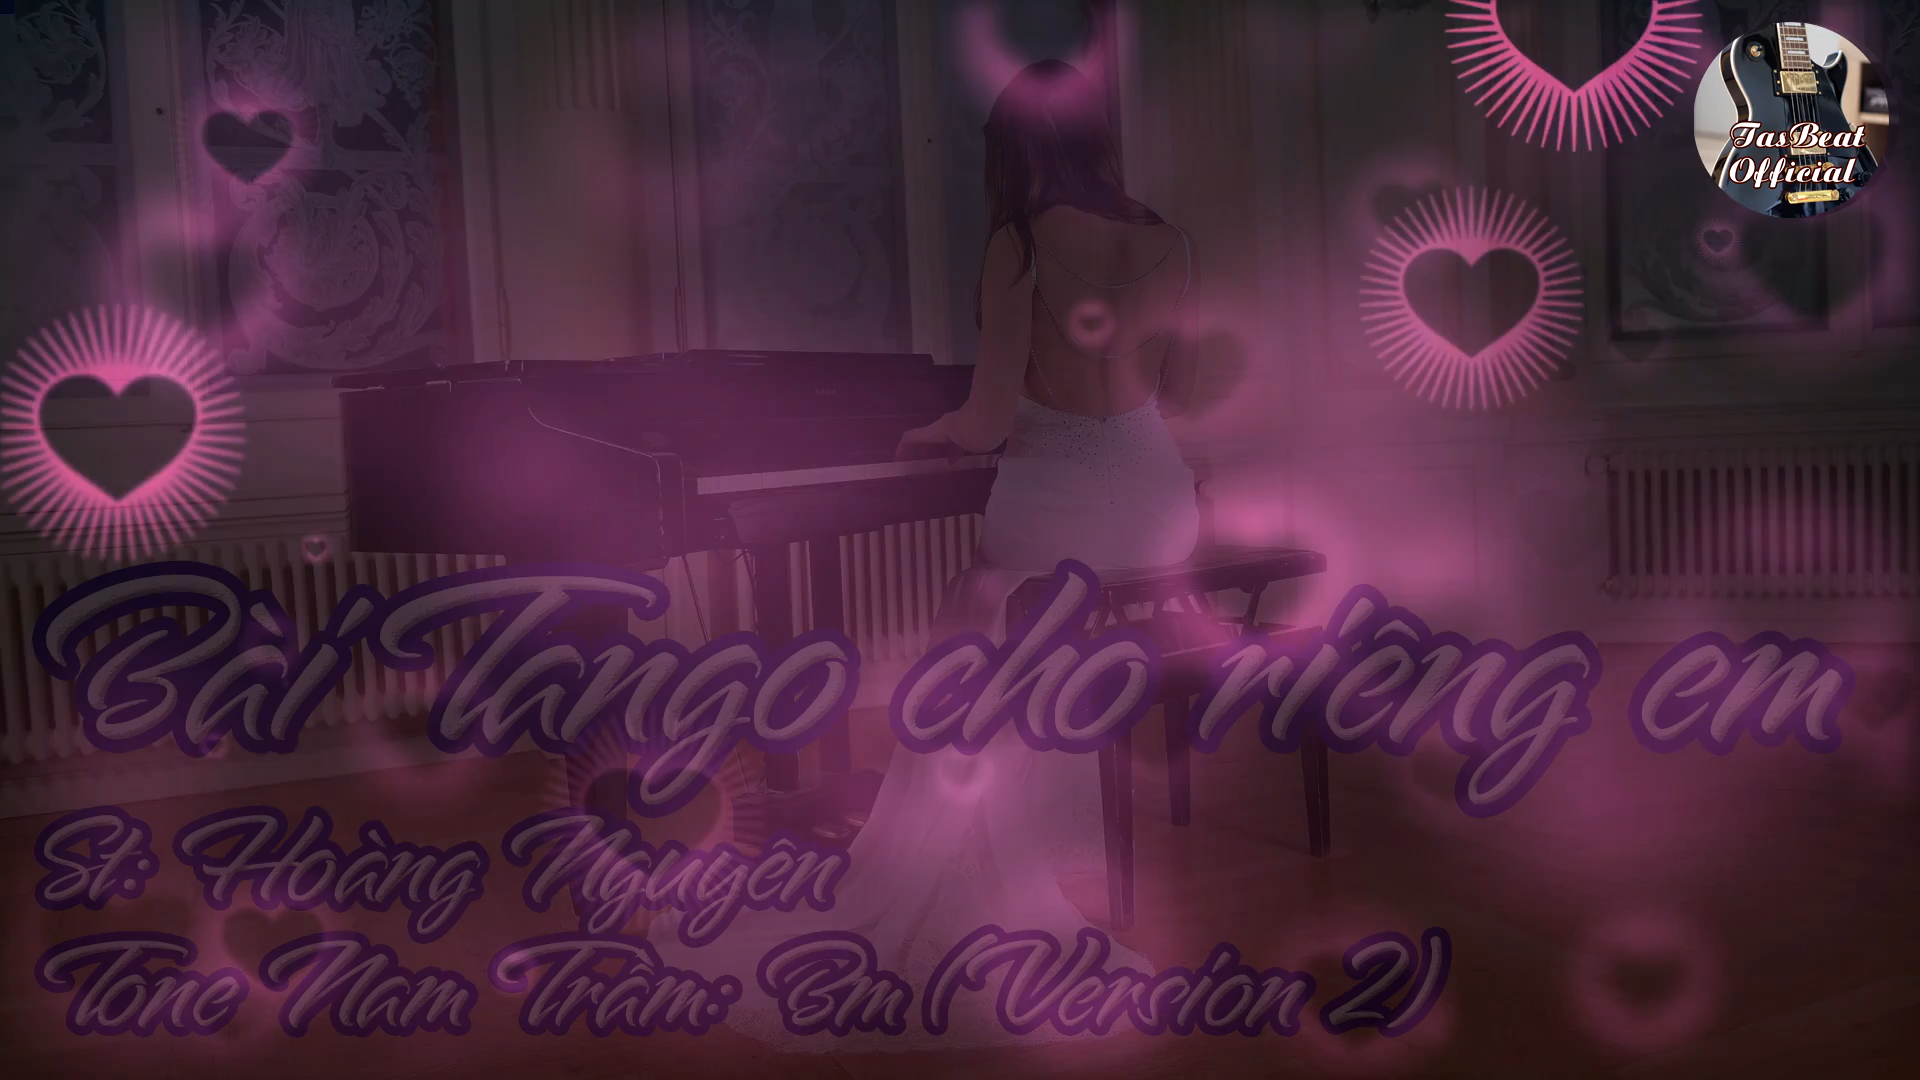 TasBeat
Official
Bài Tango cho riêng em
St: Hoàng Nguyên
Tone Nam Trầm: Bm (Version 2)